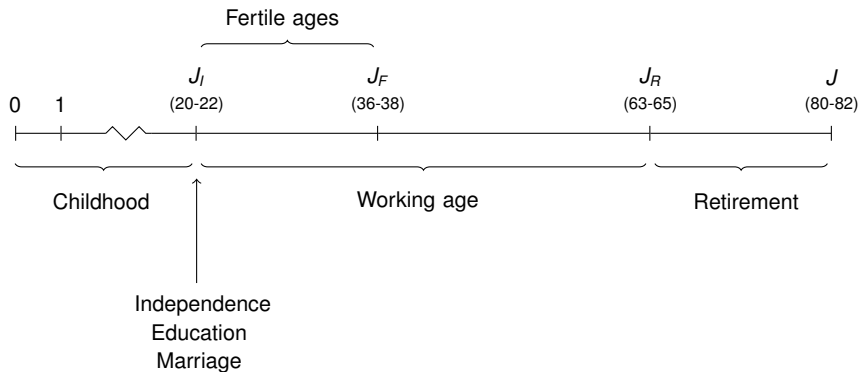 Fertile ages
J_I J_F J_R J
0 1 (20-22) (36-38) (63-65) (80-82)
Childhood Working age Retirement
Independence
Education
Marriage